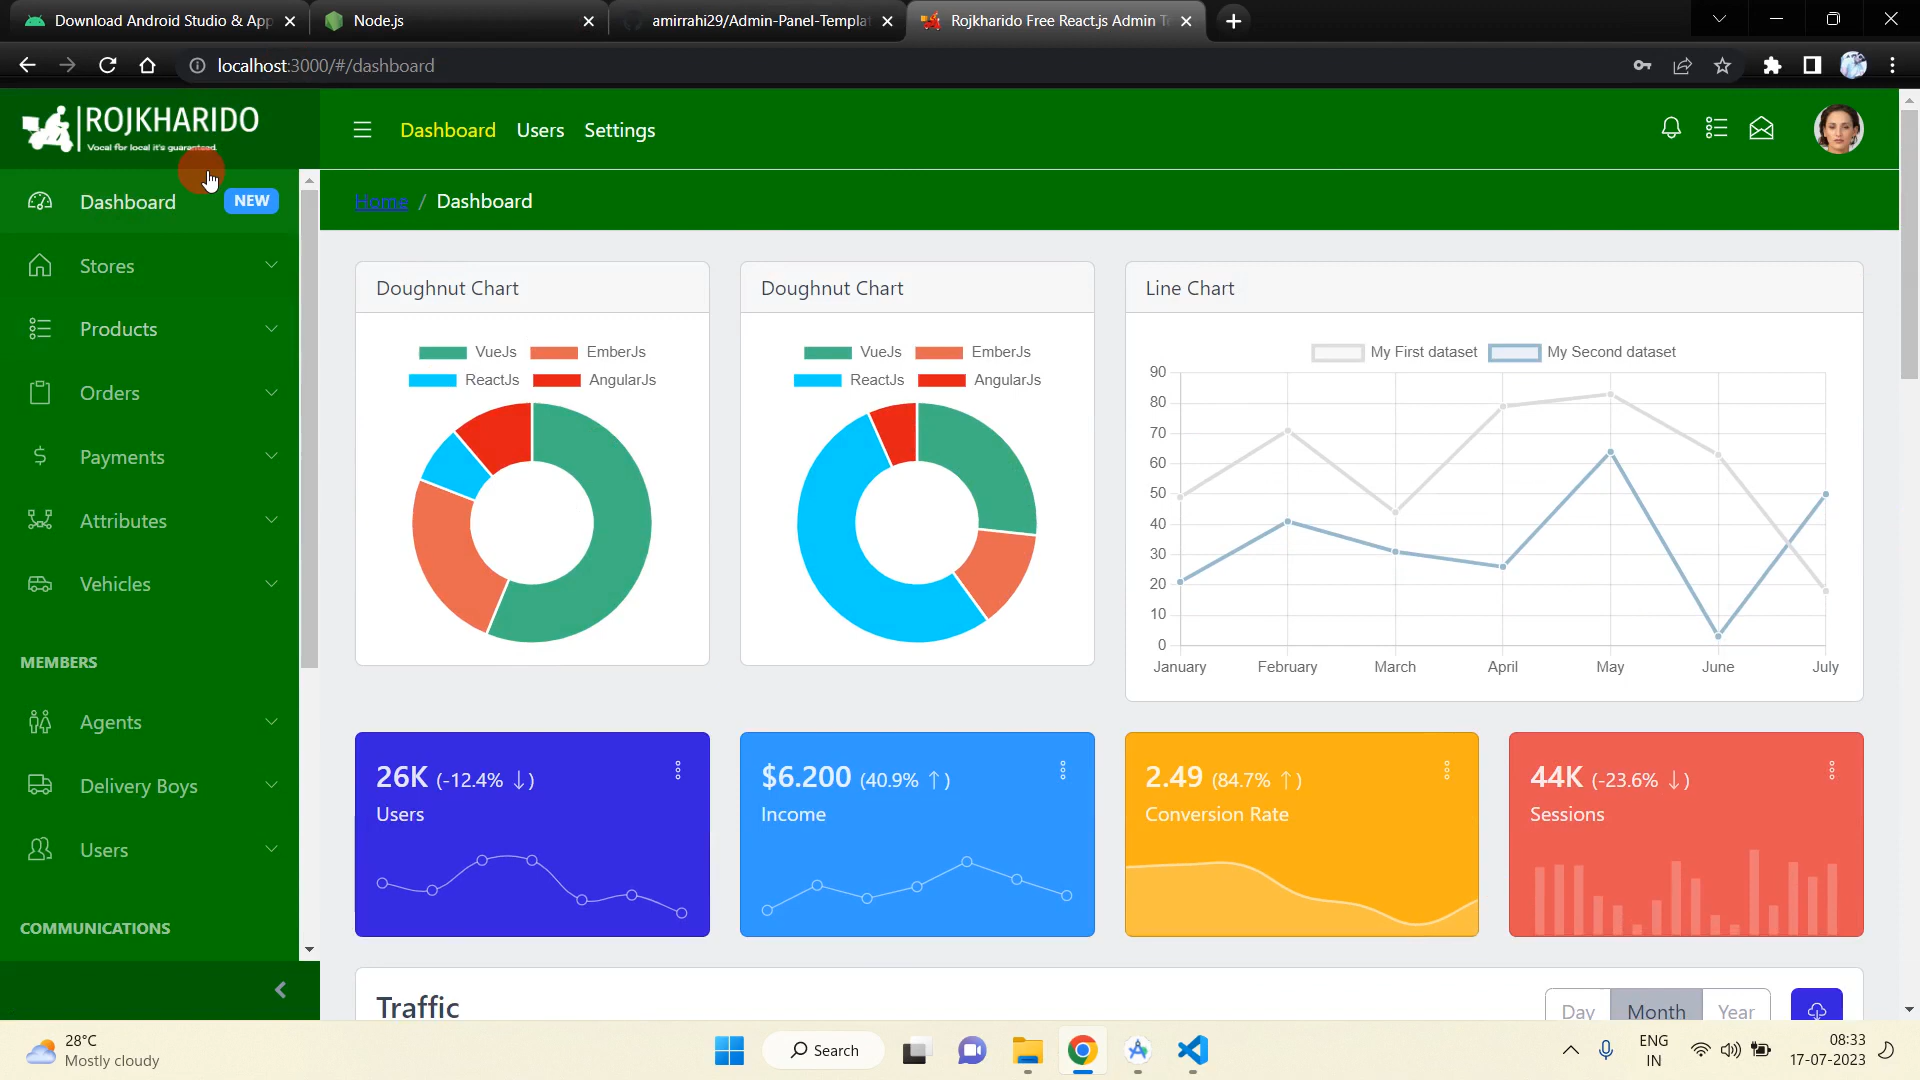 Download Android Studio & App
Node.js
amirrahi29/Admin-Panel-Templat
Rojkharido Free React.js Admin T
localhost:3000/#/dashboard
ROJKHARIDO
Vocal for local it's guaranteed.
Dashboard
Users
Settings
Dashboard
NEW
Stores
Products
Orders
Payments
Attributes
Vehicles
MEMBERS
Agents
Delivery Boys
Users
COMMUNICATIONS
Home / Dashboard
Doughnut Chart
VueJs
EmberJs
ReactJs
AngularJs
Doughnut Chart
VueJs
EmberJs
ReactJs
AngularJs
Line Chart
My First dataset
My Second dataset
90
80
70
60
50
40
30
20
10
0
January
February
March
April
May
June
July
26K (-12.4% ↓)
Users
$6.200 (40.9% ↑)
Income
2.49 (84.7% ↑)
Conversion Rate
44K (-23.6% ↓)
Sessions
Traffic
Day
Month
Year
28°C
Mostly cloudy
Search
ENG
IN
08:33
17-07-2023